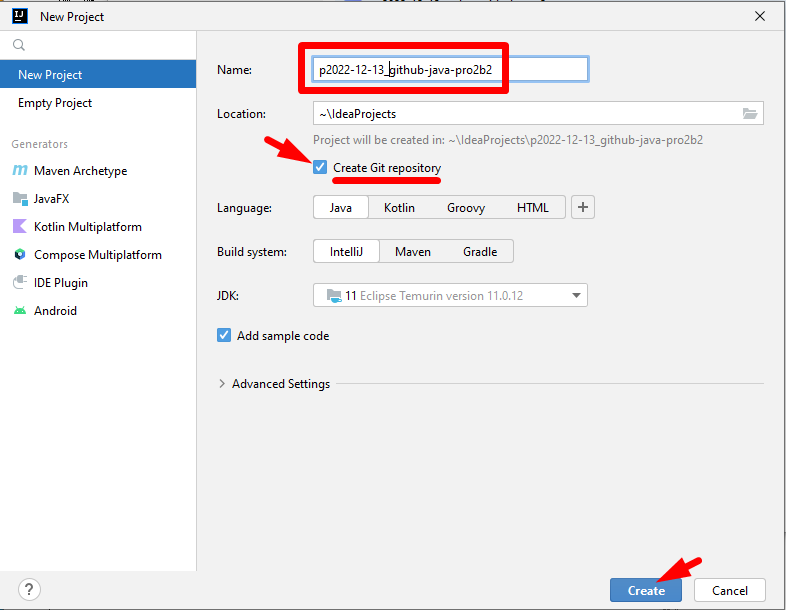 New Project
New Project
Empty Project
Generators
Maven Archetype
JavaFX
Kotlin Multiplatform
Compose Multiplatform
IDE Plugin
Android
Name: p2022-12-13_github-java-pro2b2
Location: ~\IdeaProjects
Project will be created in: ~\IdeaProjects\p2022-12-13_github-java-pro2b2
Create Git repository
Language: Java Kotlin Groovy HTML +
Build system: IntelliJ Maven Gradle
JDK: 11 Eclipse Temurin version 11.0.12
Add sample code
Advanced Settings
? Create Cancel